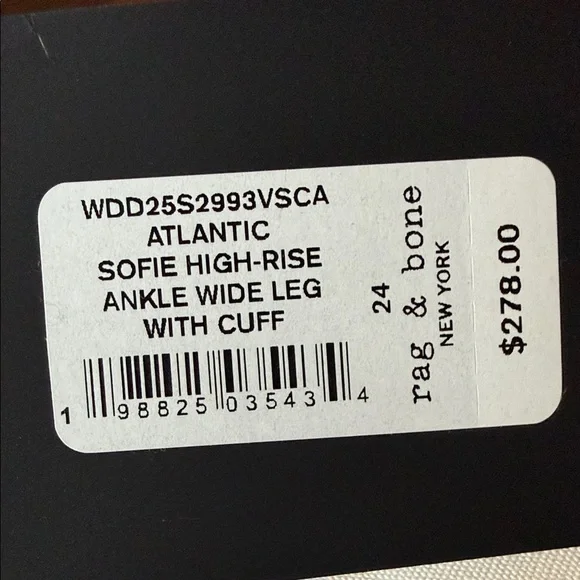 WDD25S2993VSCA
ATLANTIC
SOFIE HIGH-RISE
ANKLE WIDE LEG
WITH CUFF
1 98825 03543 4
24
rag & bone
NEW YORK
$278.00